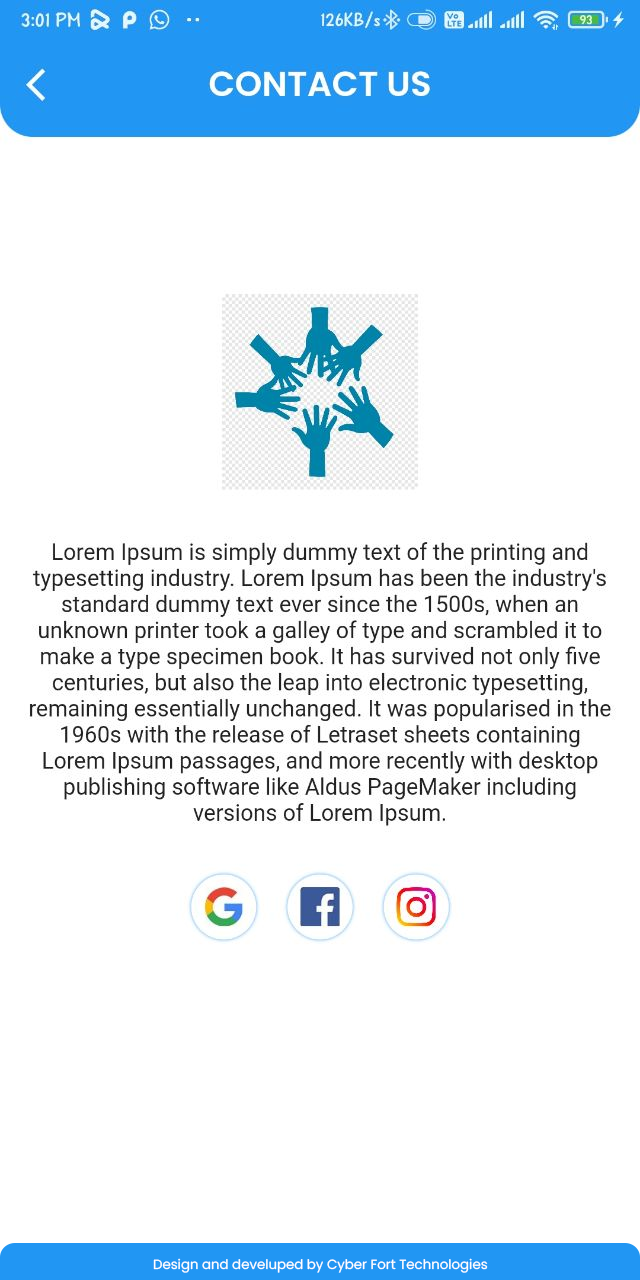 3:01 PM 126KB/s Vo LTE 93
CONTACT US
Lorem Ipsum is simply dummy text of the printing and
typesetting industry. Lorem Ipsum has been the industry's
standard dummy text ever since the 1500s, when an
unknown printer took a galley of type and scrambled it to
make a type specimen book. It has survived not only five
centuries, but also the leap into electronic typesetting,
remaining essentially unchanged. It was popularised in the
1960s with the release of Letraset sheets containing
Lorem Ipsum passages, and more recently with desktop
publishing software like Aldus PageMaker including
versions of Lorem Ipsum.
Design and develuped by Cyber Fort Technologies